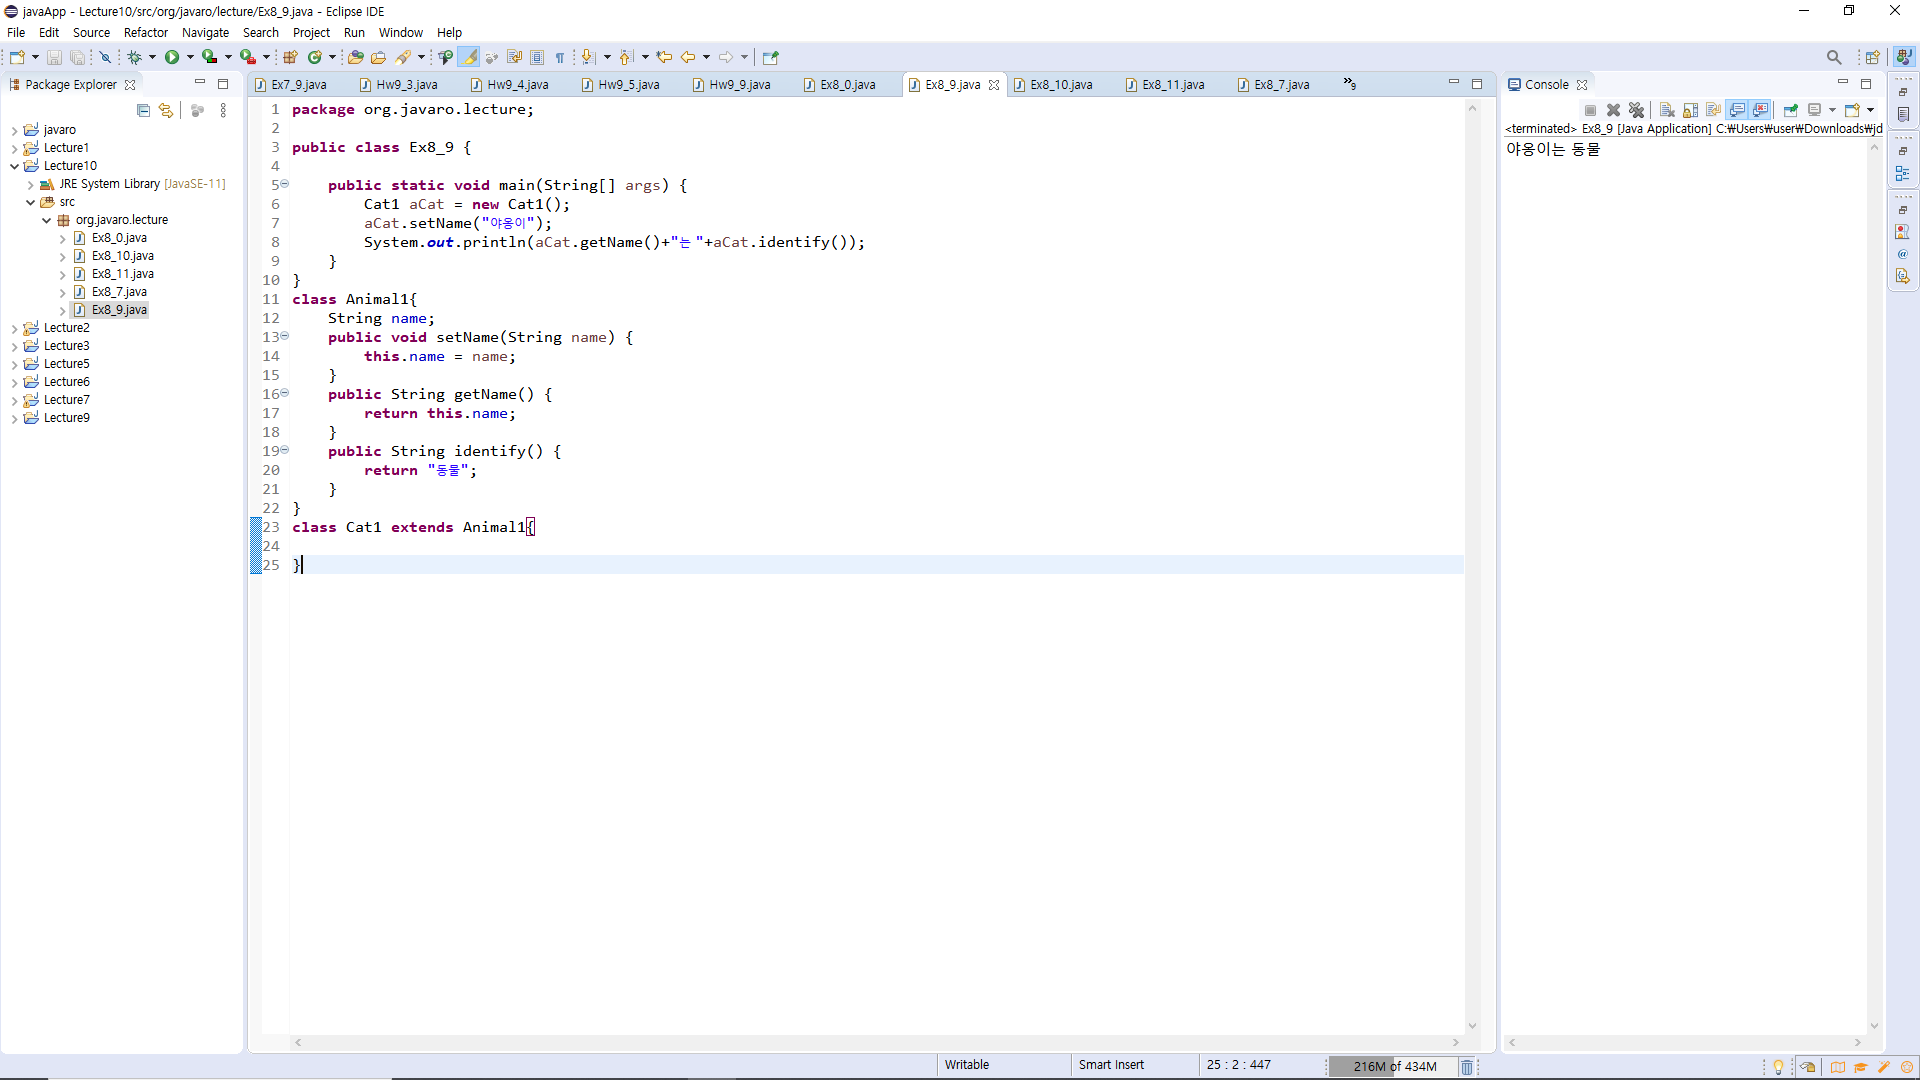 javaApp - Lecture10/src/org/javaro/lecture/Ex8_9.java - Eclipse IDE
File Edit Source Refactor Navigate Search Project Run Window Help
Package Explorer
javaro
Lecture1
Lecture10
JRE System Library [JavaSE-11]
src
org.javaro.lecture
Ex8_0.java
Ex8_10.java
Ex8_11.java
Ex8_7.java
Ex8_9.java
Lecture2
Lecture3
Lecture5
Lecture6
Lecture7
Lecture9
Ex7_9.java Hw9_3.java Hw9_4.java Hw9_5.java Hw9_9.java Ex8_0.java Ex8_9.java Ex8_10.java Ex8_11.java Ex8_7.java »9
1 package org.javaro.lecture;
2
3 public class Ex8_9 {
4
5 public static void main(String[] args) {
6 Cat1 aCat = new Cat1();
7 aCat.setName("야옹이");
8 System.out.println(aCat.getName()+"는 "+aCat.identify());
9 }
10 }
11 class Animal1{
12 String name;
13 public void setName(String name) {
14 this.name = name;
15 }
16 public String getName() {
17 return this.name;
18 }
19 public String identify() {
20 return "동물";
21 }
22 }
23 class Cat1 extends Animal1{
24
25 }
Console
<terminated> Ex8_9 [Java Application] C:₩Users₩user₩Downloads₩jd
야옹이는 동물
Writable Smart Insert 25 : 2 : 447 216M of 434M